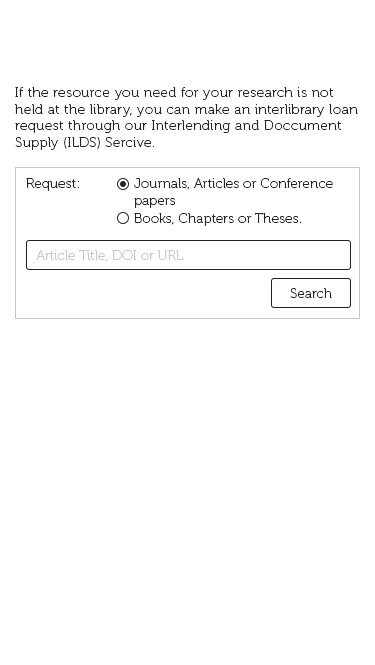 If the resource you need for your research is not
held at the library, you can make an interlibrary loan
request through our Interlending and Doccument
Supply (ILDS) Sercive.
Request:
Journals, Articles or Conference
papers
Books, Chapters or Theses.
Article Title, DOI or URL
Search